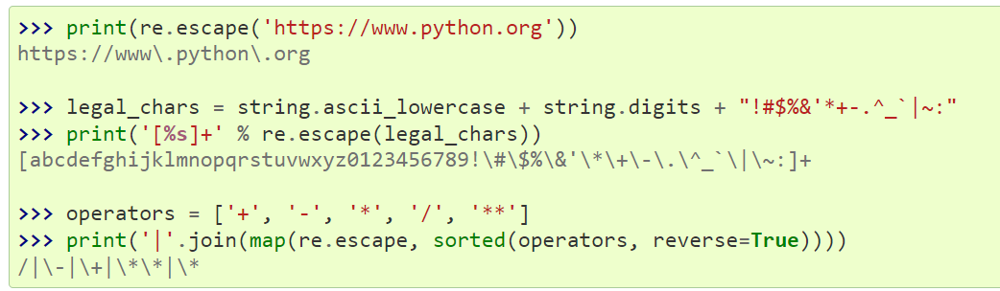 >>> print(re.escape('https://www.python.org'))
https://www\.python\.org
>>> legal_chars = string.ascii_lowercase + string.digits + "!#$%&'*+-.^_`|~:"
>>> print('[%s]+' % re.escape(legal_chars))
[abcdefghijklmnopqrstuvwxyz0123456789!\#\$%\&'\*\+\-\.\^_`\|\~:]+
>>> operators = ['+', '-', '*', '/', '**']
>>> print('|'.join(map(re.escape, sorted(operators, reverse=True))))
/|\-|\+|\*\*|\*